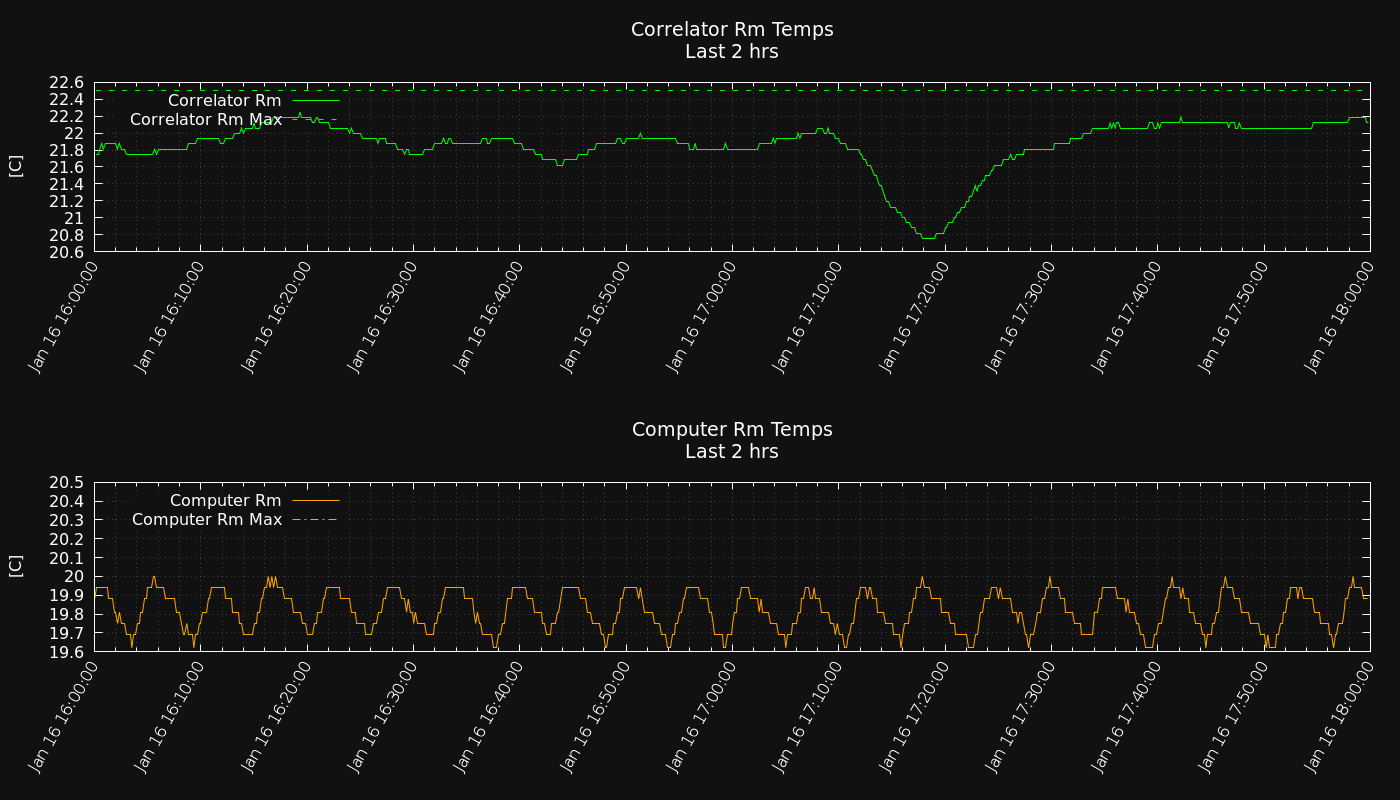 Correlator Rm Temps
Last 2 hrs
[C]
22.6
22.4
22.2
22
21.8
21.6
21.4
21.2
21
20.8
20.6
Correlator Rm
Correlator Rm Max
Jan 16 16:00:00
Jan 16 16:10:00
Jan 16 16:20:00
Jan 16 16:30:00
Jan 16 16:40:00
Jan 16 16:50:00
Jan 16 17:00:00
Jan 16 17:10:00
Jan 16 17:20:00
Jan 16 17:30:00
Jan 16 17:40:00
Jan 16 17:50:00
Jan 16 18:00:00
Computer Rm Temps
Last 2 hrs
[C]
20.5
20.4
20.3
20.2
20.1
20
19.9
19.8
19.7
19.6
Computer Rm
Computer Rm Max
Jan 16 16:00:00
Jan 16 16:10:00
Jan 16 16:20:00
Jan 16 16:30:00
Jan 16 16:40:00
Jan 16 16:50:00
Jan 16 17:00:00
Jan 16 17:10:00
Jan 16 17:20:00
Jan 16 17:30:00
Jan 16 17:40:00
Jan 16 17:50:00
Jan 16 18:00:00